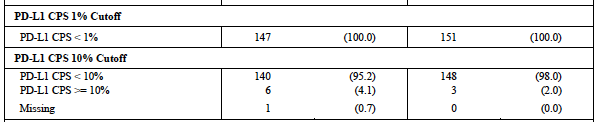 PD-L1 CPS 1% Cutoff
PD-L1 CPS < 1% 147 (100.0) 151 (100.0)
PD-L1 CPS 10% Cutoff
PD-L1 CPS < 10% 140 (95.2) 148 (98.0)
PD-L1 CPS >= 10% 6 (4.1) 3 (2.0)
Missing 1 (0.7) 0 (0.0)